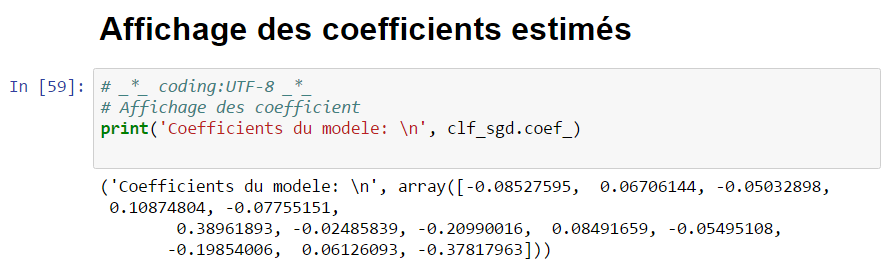 Affichage des coefficients estimés
In [59]: # _*_ coding:UTF-8 _*_
# Affichage des coefficient
print('Coefficients du modele: \n', clf_sgd.coef_)
('Coefficients du modele: \n', array([-0.08527595,  0.06706144, -0.05032898,
 0.10874804, -0.07755151,
        0.38961893, -0.02485839, -0.20990016,  0.08491659, -0.05495108,
       -0.19854006,  0.06126093, -0.37817963]))